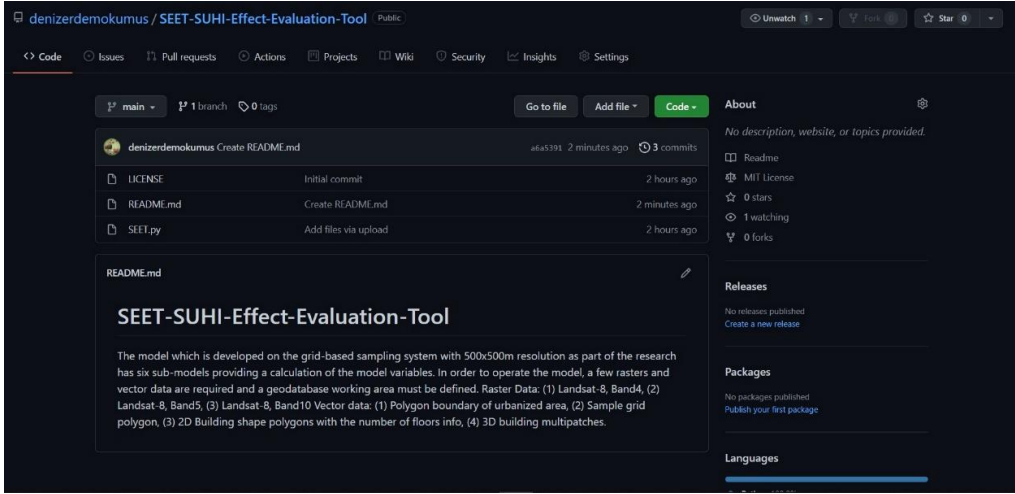 denizerdemokumus / SEET-SUHI-Effect-Evaluation-Tool Public
Unwatch 1 Fork 0 Star 0
Code Issues Pull requests Actions Projects Wiki Security Insights Settings
main 1 branch 0 tags Go to file Add file Code
denizerdemokumus Create README.md a6a5391 2 minutes ago 3 commits
LICENSE Initial commit 2 hours ago
README.md Create README.md 2 minutes ago
SEET.py Add files via upload 2 hours ago
README.md
SEET-SUHI-Effect-Evaluation-Tool
The model which is developed on the grid-based sampling system with 500x500m resolution as part of the research
has six sub-models providing a calculation of the model variables. In order to operate the model, a few rasters and
vector data are required and a geodatabase working area must be defined. Raster Data: (1) Landsat-8, Band4, (2)
Landsat-8, Band5, (3) Landsat-8, Band10 Vector data: (1) Polygon boundary of urbanized area, (2) Sample grid
polygon, (3) 2D Building shape polygons with the number of floors info, (4) 3D building multipatches.
About
No description, website, or topics provided.
Readme
MIT License
0 stars
1 watching
0 forks
Releases
No releases published
Create a new release
Packages
No packages published
Publish your first package
Languages